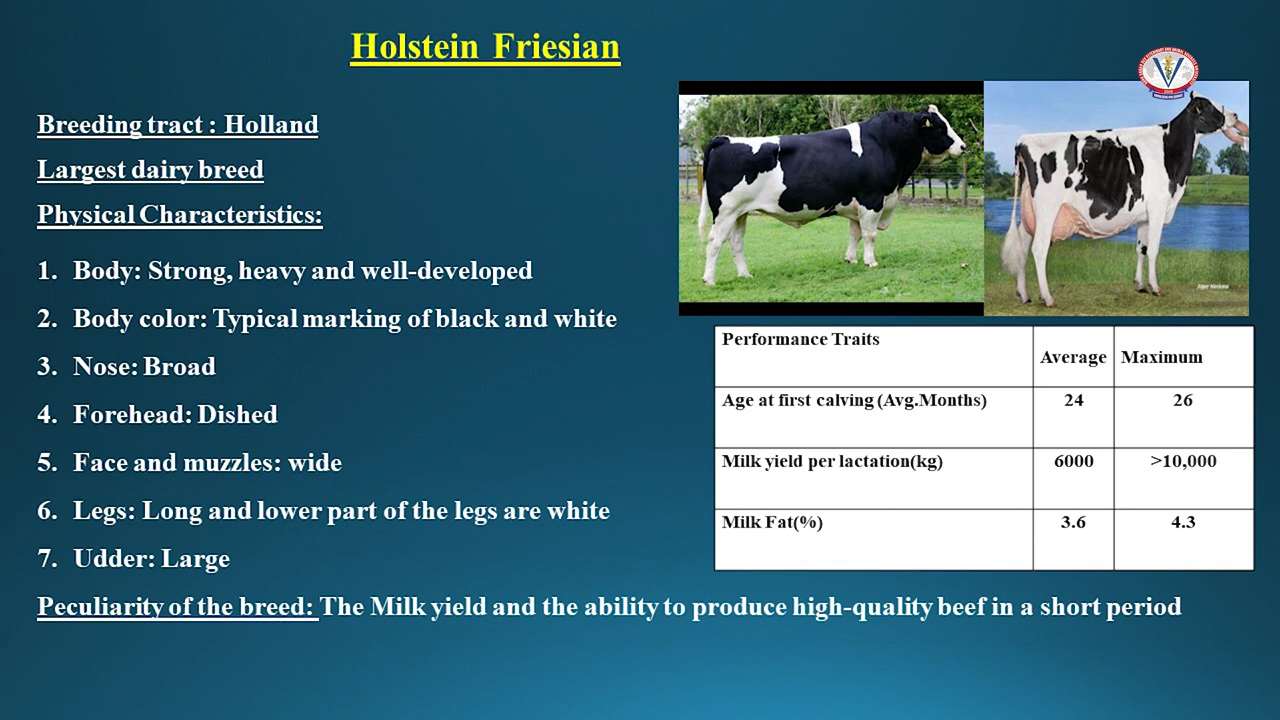 Holstein Friesian
Breeding tract : Holland
Largest dairy breed
Physical Characteristics:
1. Body: Strong, heavy and well-developed
2. Body color: Typical marking of black and white
3. Nose: Broad
4. Forehead: Dished
5. Face and muzzles: wide
6. Legs: Long and lower part of the legs are white
7. Udder: Large
Peculiarity of the breed: The Milk yield and the ability to produce high-quality beef in a short period
Performance Traits Average Maximum
Age at first calving (Avg.Months) 24 26
Milk yield per lactation(kg) 6000 >10,000
Milk Fat(%) 3.6 4.3